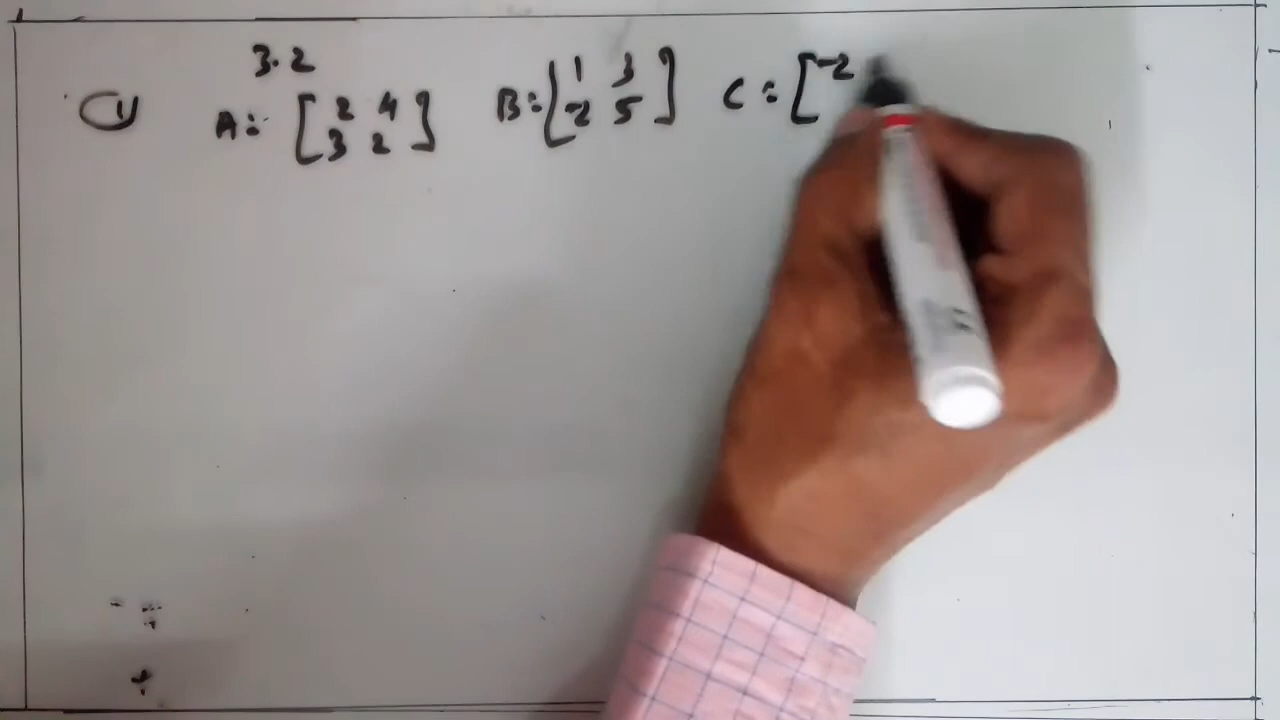 3.2
① A = [ 2 4 B = [ 1 3 C = [ -2
3 2 ] -2 5 ]